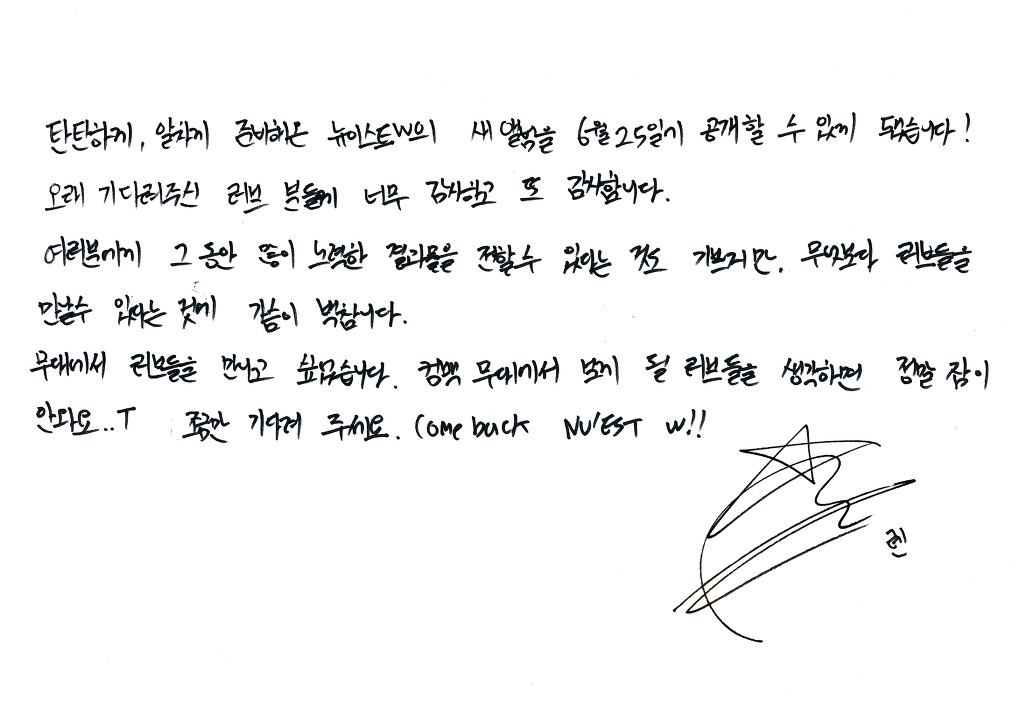 탄탄하게, 알차게 준비해온 뉴이스트W의 새 앨범을 6월 25일에 공개할 수 있게 됐습니다!
오래 기다려주신 러브 분들께 너무 감사하고 또 감사합니다.
여러분에게 그 동안 많이 노력한 결과물을 전할수 있다는 것도 기쁘지만, 무엇보다 러브들을
만날수 있다는 것에 가슴이 벅찹니다.
무대에서 러브들을 만나고 싶습니다. 컴백 무대에서 보게 될 러브들을 생각하면 정말 잠이
안와요..T 조금만 기다려 주세요. Come back NU'EST W!!
렌